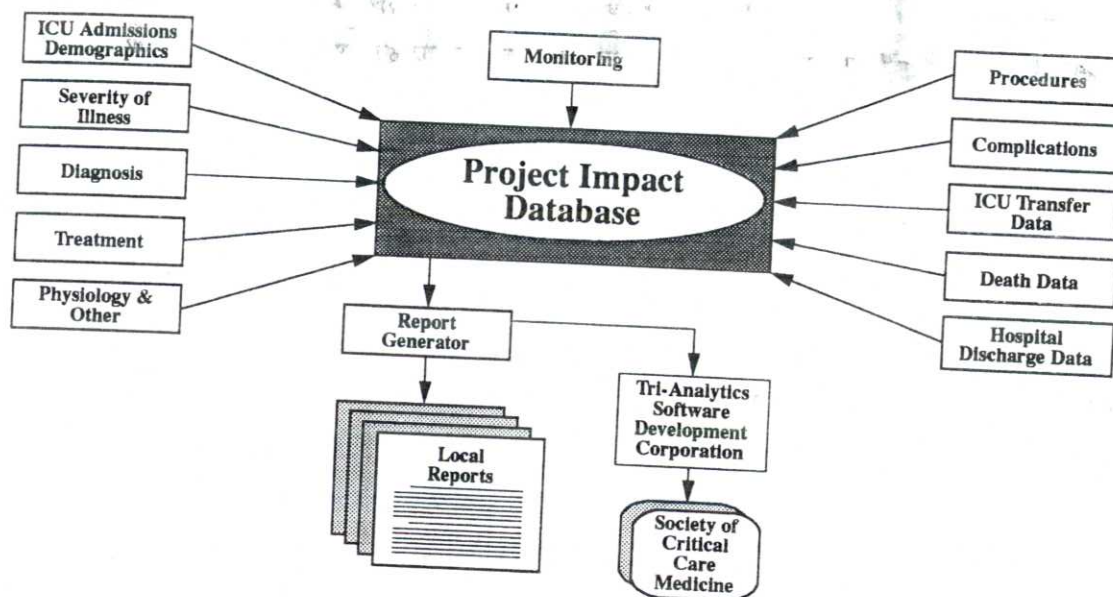 ICU Admissions
Demographics
Severity of
Illness
Diagnosis
Treatment
Physiology &
Other
Monitoring
Project Impact
Database
Procedures
Complications
ICU Transfer
Data
Death Data
Hospital
Discharge Data
Report
Generator
Local
Reports
Tri-Analytics
Software
Development
Corporation
Society of
Critical
Care
Medicine